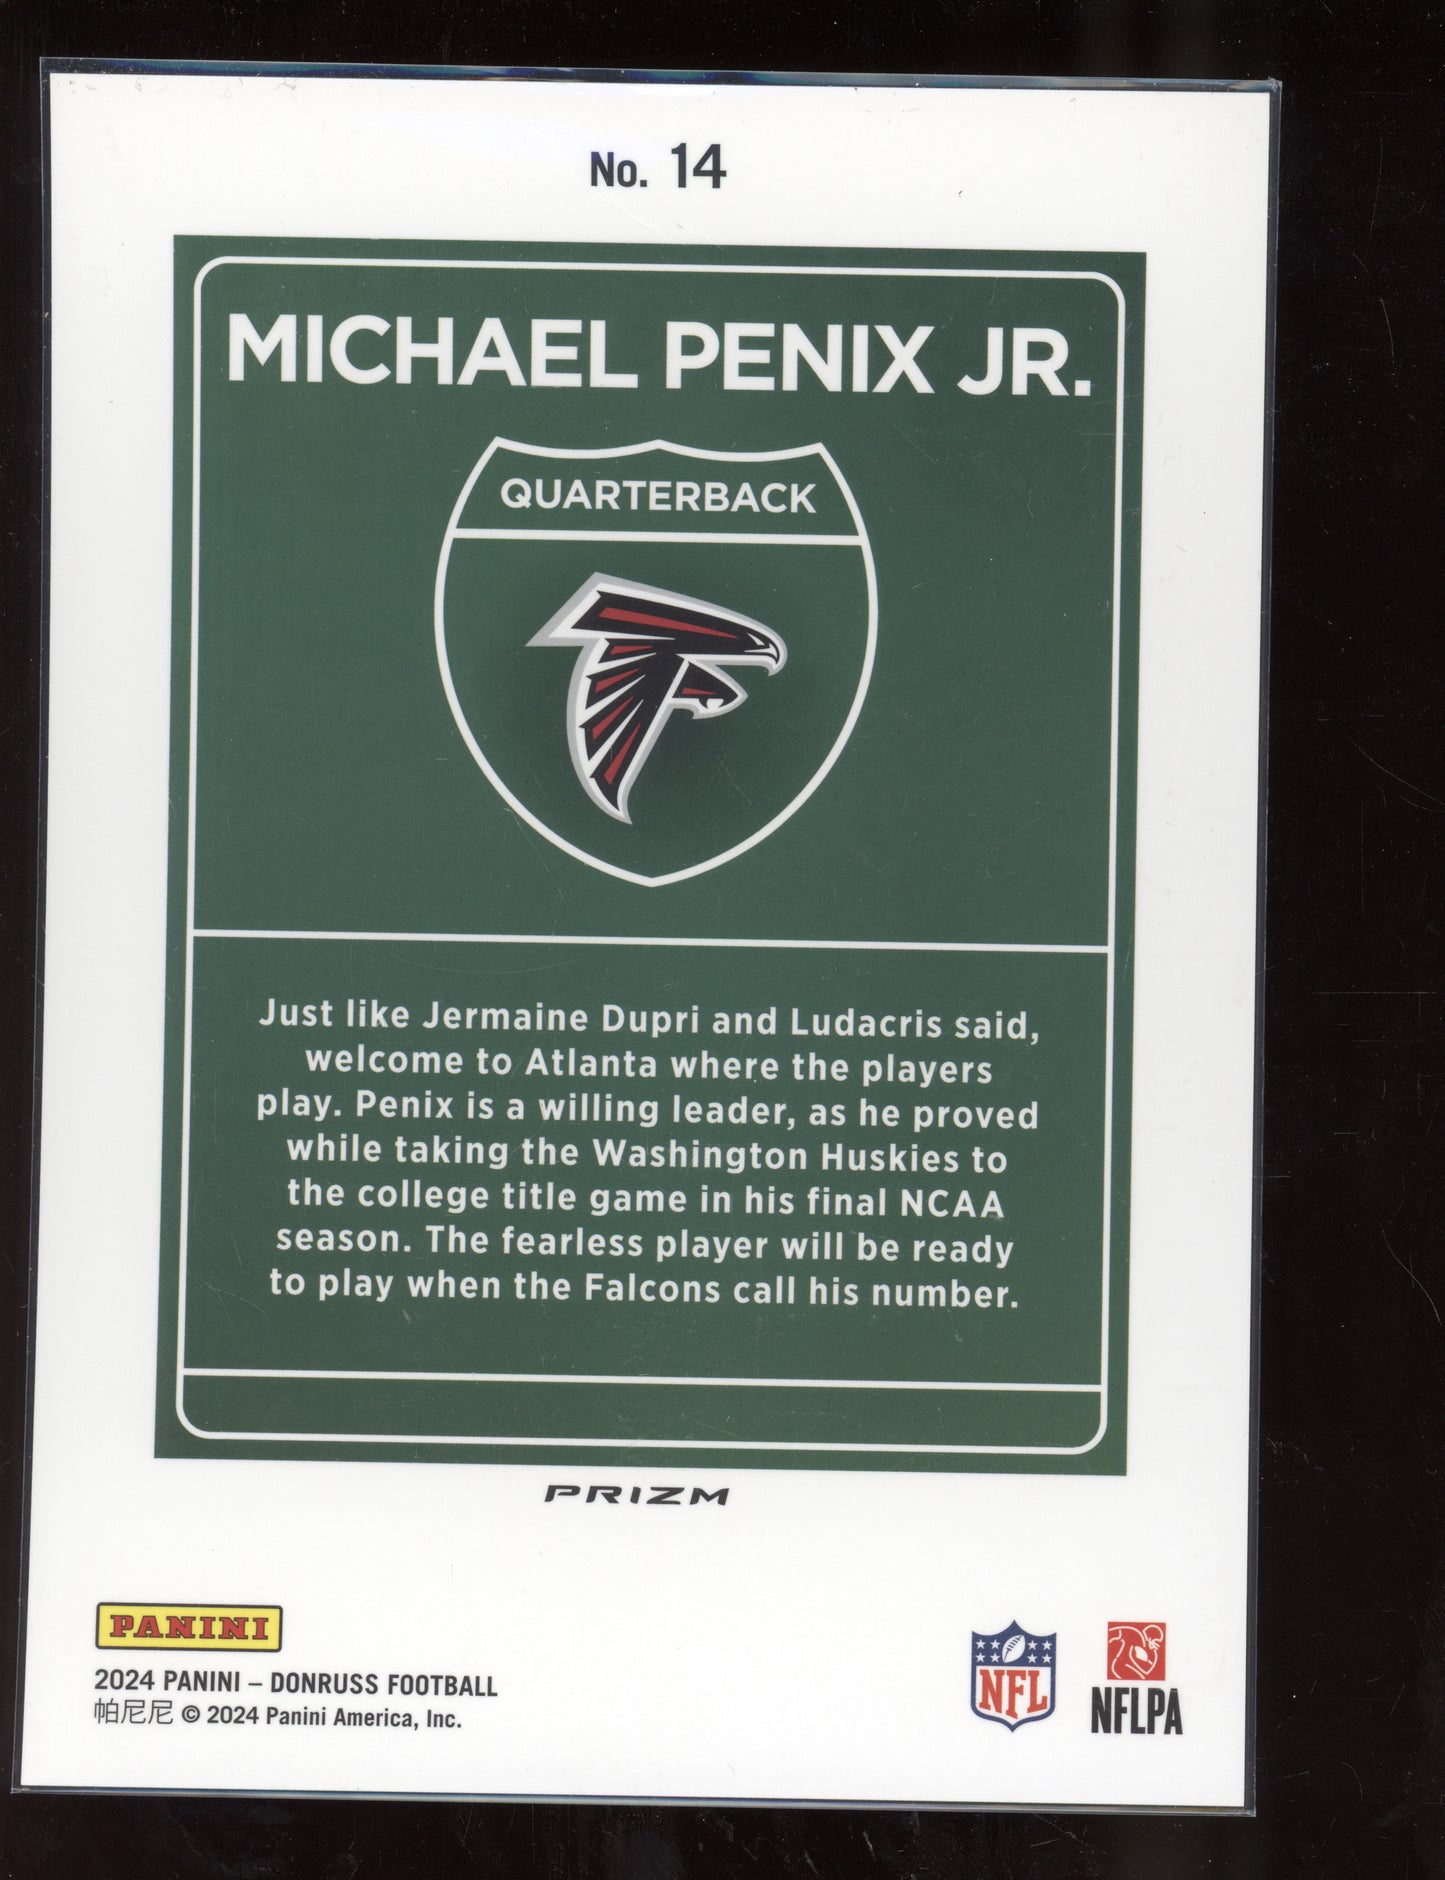 No. 14
MICHAEL PENIX JR.
QUARTERBACK
Just like Jermaine Dupri and Ludacris said,
welcome to Atlanta where the players
play. Penix is a willing leader, as he proved
while taking the Washington Huskies to
the college title game in his final NCAA
season. The fearless player will be ready
to play when the Falcons call his number.
PRIZM
PANINI
2024 PANINI – DONRUSS FOOTBALL
帕尼尼 © 2024 Panini America, Inc.
NFL
NFLPA